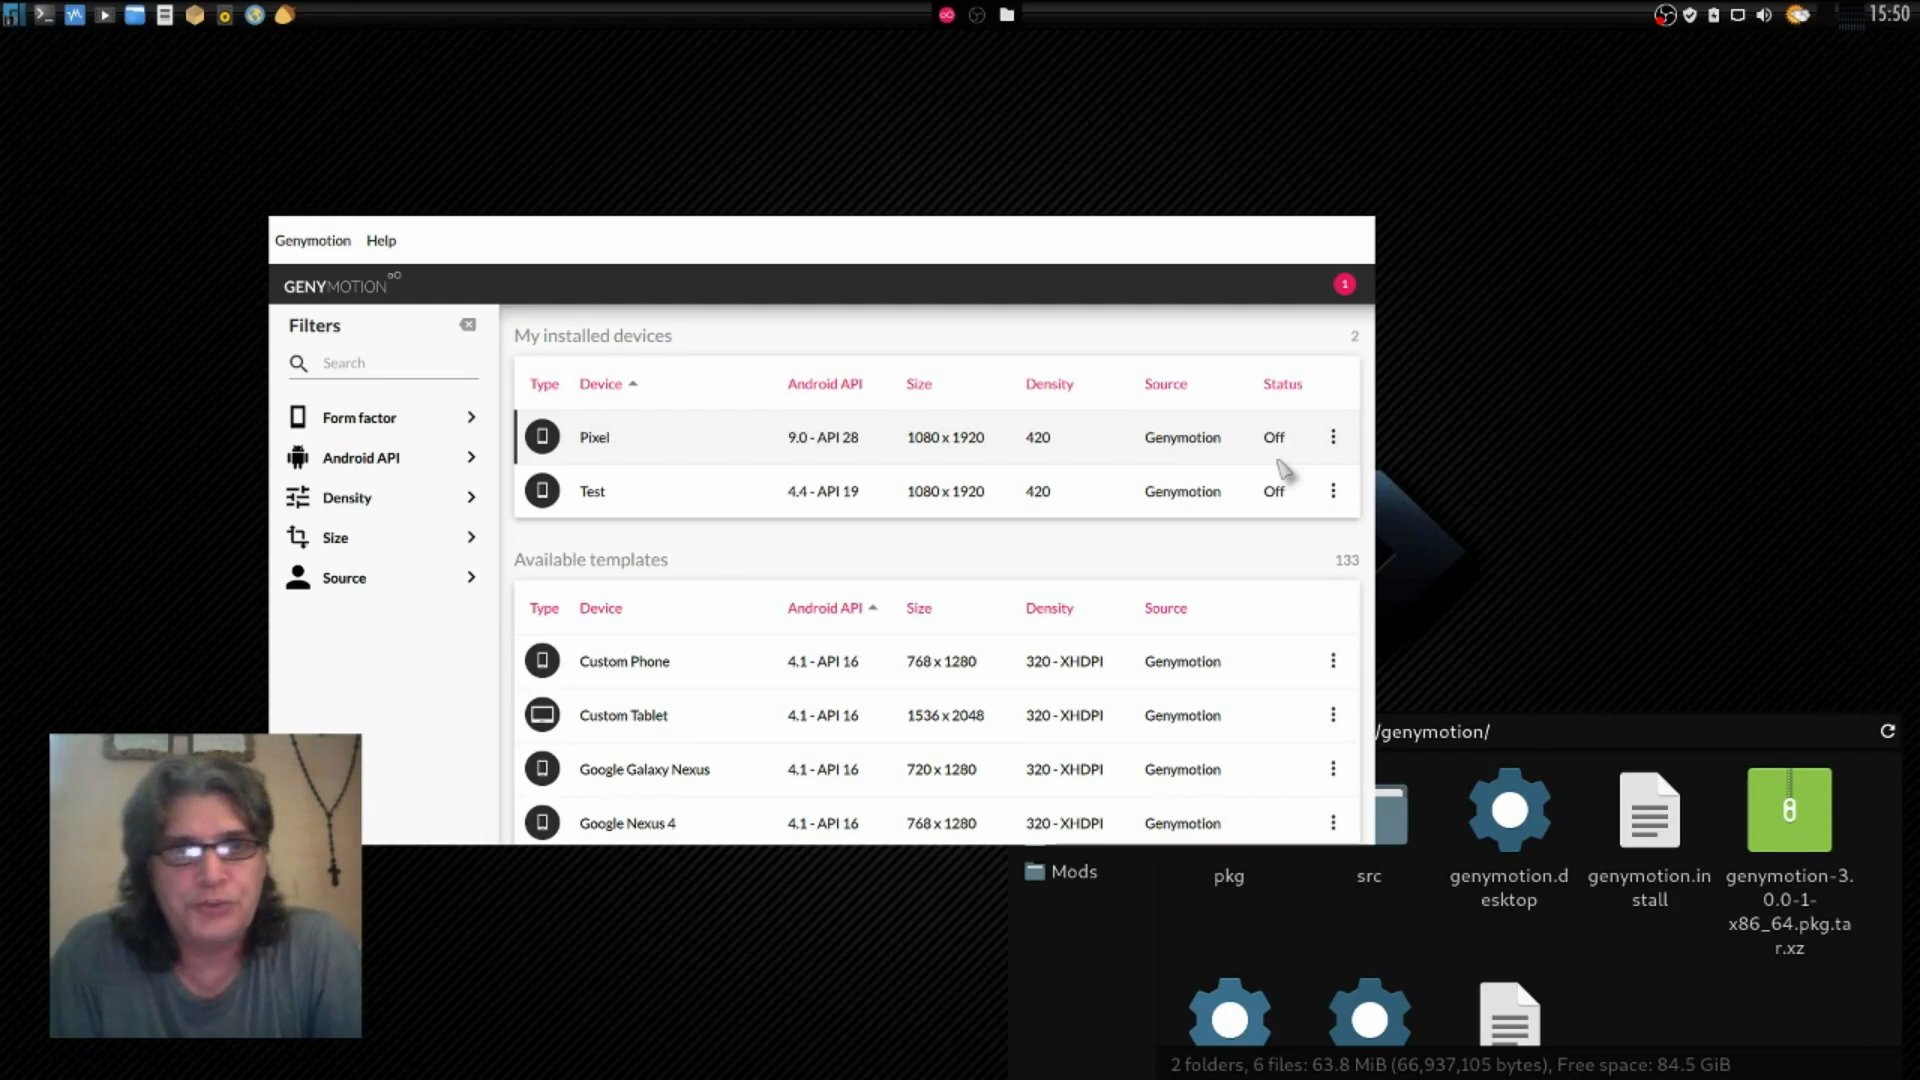 15:50
Genymotion Help
GENYMOTION
1
Filters
Search
Form factor
Android API
Density
Size
Source
My installed devices 2
Type Device Android API Size Density Source Status
Pixel 9.0 - API 28 1080 x 1920 420 Genymotion Off
Test 4.4 - API 19 1080 x 1920 420 Genymotion Off
Available templates 133
Type Device Android API Size Density Source
Custom Phone 4.1 - API 16 768 x 1280 320 - XHDPI Genymotion
Custom Tablet 4.1 - API 16 1536 x 2048 320 - XHDPI Genymotion
Google Galaxy Nexus 4.1 - API 16 720 x 1280 320 - XHDPI Genymotion
Google Nexus 4 4.1 - API 16 768 x 1280 320 - XHDPI Genymotion
/genymotion/
Mods
pkg
src
genymotion.d
esktop
genymotion.in
stall
genymotion-3.
0.0-1-
x86_64.pkg.ta
r.xz
2 folders, 6 files: 63.8 MiB (66,937,105 bytes), Free space: 84.5 GiB